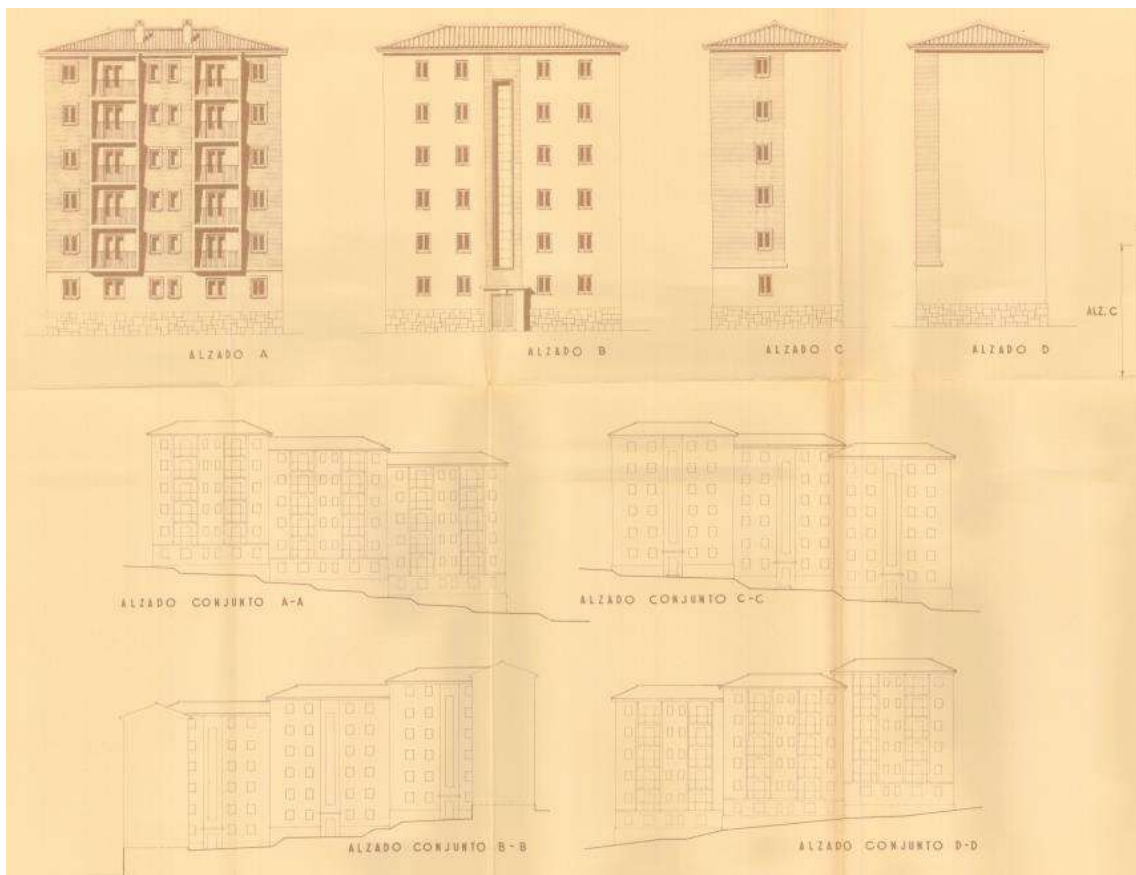 ALZADO A
ALZADO B
ALZADO C
ALZADO D
ALZ. C
ALZADO CONJUNTO A-A
ALZADO CONJUNTO C-C
ALZADO CONJUNTO B-B
ALZADO CONJUNTO D-D